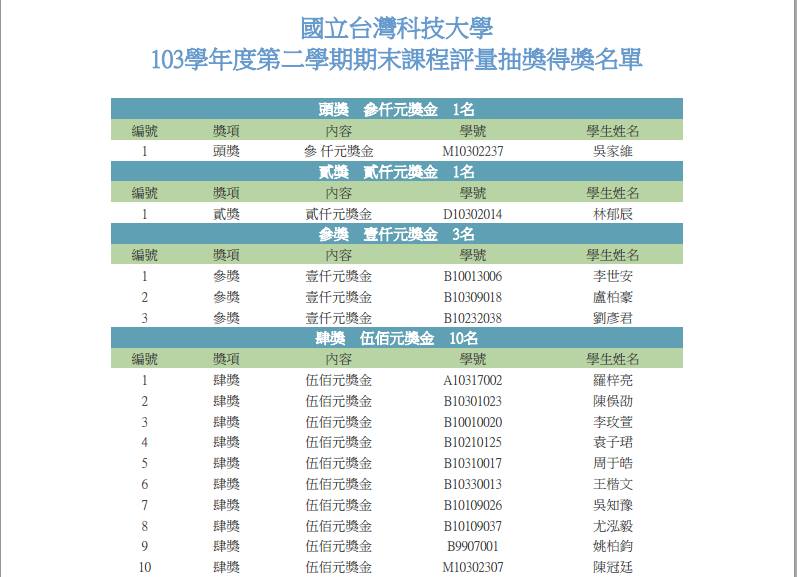 國立台灣科技大學
103學年度第二學期期末課程評量抽獎得獎名單
頭獎 參仟元獎金 1名
編號 獎項 內容 學號 學生姓名
1 頭獎 參仟元獎金 M10302237 吳家維
貳獎 貳仟元獎金 1名
編號 獎項 內容 學號 學生姓名
1 貳獎 貳仟元獎金 D10302014 林郁辰
參獎 壹仟元獎金 3名
編號 獎項 內容 學號 學生姓名
1 參獎 壹仟元獎金 B10013006 李世安
2 參獎 壹仟元獎金 B10309018 盧柏豪
3 參獎 壹仟元獎金 B10232038 劉彥君
肆獎 伍佰元獎金 10名
編號 獎項 內容 學號 學生姓名
1 肆獎 伍佰元獎金 A10317002 羅梓亮
2 肆獎 伍佰元獎金 B10301023 陳俁劭
3 肆獎 伍佰元獎金 B10010020 李玟萱
4 肆獎 伍佰元獎金 B10210125 袁子珺
5 肆獎 伍佰元獎金 B10310017 周于皓
6 肆獎 伍佰元獎金 B10330013 王楷文
7 肆獎 伍佰元獎金 B10109026 吳知豫
8 肆獎 伍佰元獎金 B10109037 尤泓毅
9 肆獎 伍佰元獎金 B9907001 姚柏鈞
10 肆獎 伍佰元獎金 M10302307 陳冠廷